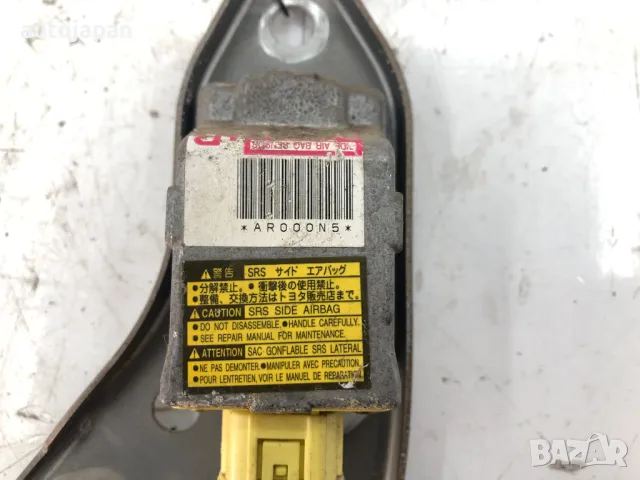 autojapan
SIDE AIR BAG SENSOR
*AR000N5*
警告 SRS サイド エアバッグ
●分解禁止。●衝撃後の使用禁止。
●整備、交換方法はトヨタ販売店まで。
CAUTION SRS SIDE AIRBAG
● DO NOT DISASSEMBLE.● HANDLE CAREFULLY.
● SEE REPAIR MANUAL FOR MAINTENANCE.
ATTENTION SAC GONFLABLE SRS LATERAL
●NE PAS DEMONTER.●MANIPULER AVEC PRECAUTION.
●POUR L'ENTRETIEN, VOIR LE MANUEL DE REPARATION.
BAZAR